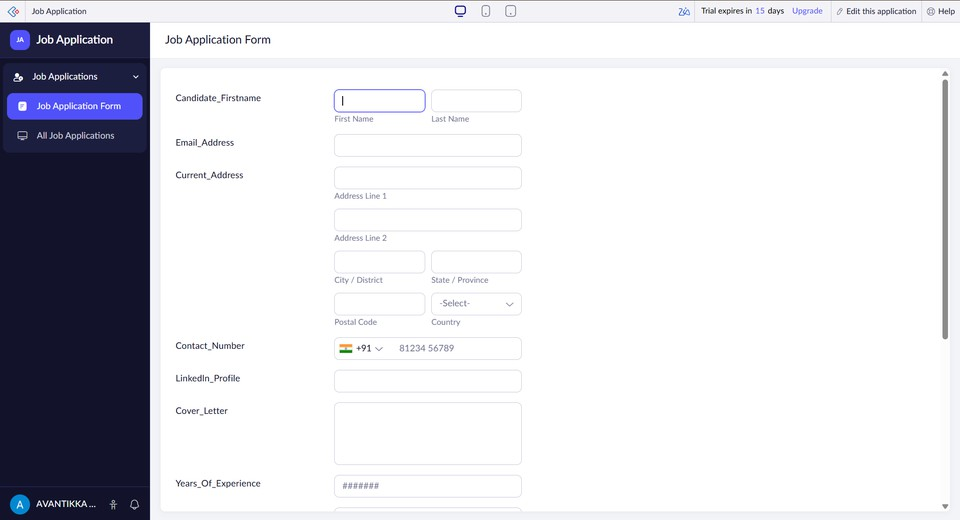 Job Application
Trial expires in 15 days Upgrade
Edit this application
Help
JA Job Application
Job Application Form
Job Applications
Job Application Form
All Job Applications
Candidate_Firstname
First Name Last Name
Email_Address
Current_Address
Address Line 1
Address Line 2
City / District State / Province
-Select-
Postal Code Country
Contact_Number +91 81234 56789
LinkedIn_Profile
Cover_Letter
Years_Of_Experience #######
A AVANTIKKA ...